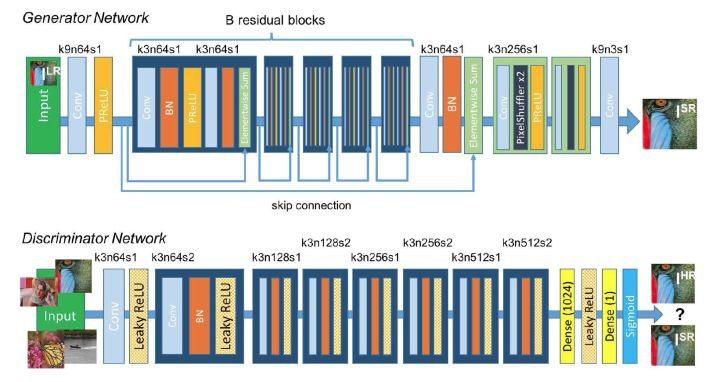 Generator Network
B residual blocks
k9n64s1
k3n64s1
k3n64s1
k3n64s1
k3n256s1
k9n3s1
I LR
Input
Conv
PReLU
Conv
BN
PReLU
Elementwise Sum
Conv
BN
Elementwise Sum
Conv
PixelShuffler x2
PReLU
Conv
I SR
skip connection
Discriminator Network
k3n64s1
k3n64s2
k3n128s1
k3n128s2
k3n256s1
k3n256s2
k3n512s1
k3n512s2
Input
Conv
Leaky ReLU
Conv
BN
Leaky ReLU
Dense (1024)
Leaky ReLU
Dense (1)
Sigmoid
I HR
?
I SR